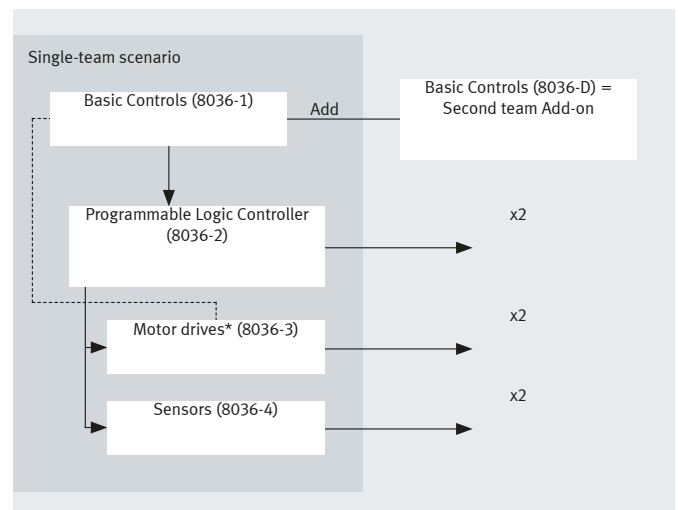 Single-team scenario
Basic Controls (8036-1)
Add
Basic Controls (8036-D) =
Second team Add-on
Programmable Logic Controller
(8036-2)
x2
Motor drives* (8036-3)
x2
Sensors (8036-4)
x2